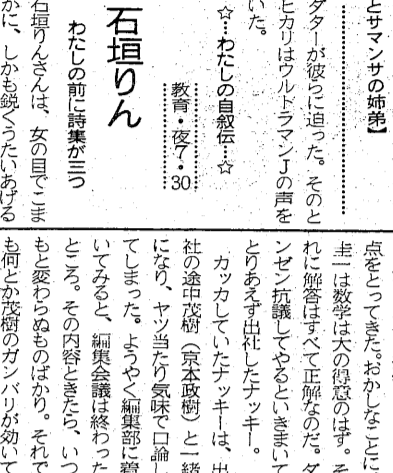 とサマンサの姉弟】
ダターが彼らに迫った。そのと
ヒカリはウルトラマンJの声を
いた。
☆…わたしの自叙伝…☆
教育・夜7・30
石垣りん
わたしの前に詩集が三つ
石垣りんさんは、女の目でこま
かに、しかも鋭くうたいあげる
点をとってきた。おかしなことに
圭一は数学は大の得意のはず。そ
れに解答はすべて正解なのだ。ダ
ンゼン抗議してやるといきまいて
とりあえず出社したナッキー。
カッカしていたナッキーは、出
社の途中茂樹（京本政樹）と一緒
になり、ヤツ当たり気味で口論し
てしまった。ようやく編集部に着
いてみると、編集会議は終わった
ところ。その内容ときたら、いつ
もと変わらぬものばかり。それで
も何とか茂樹のガンバリが効いて